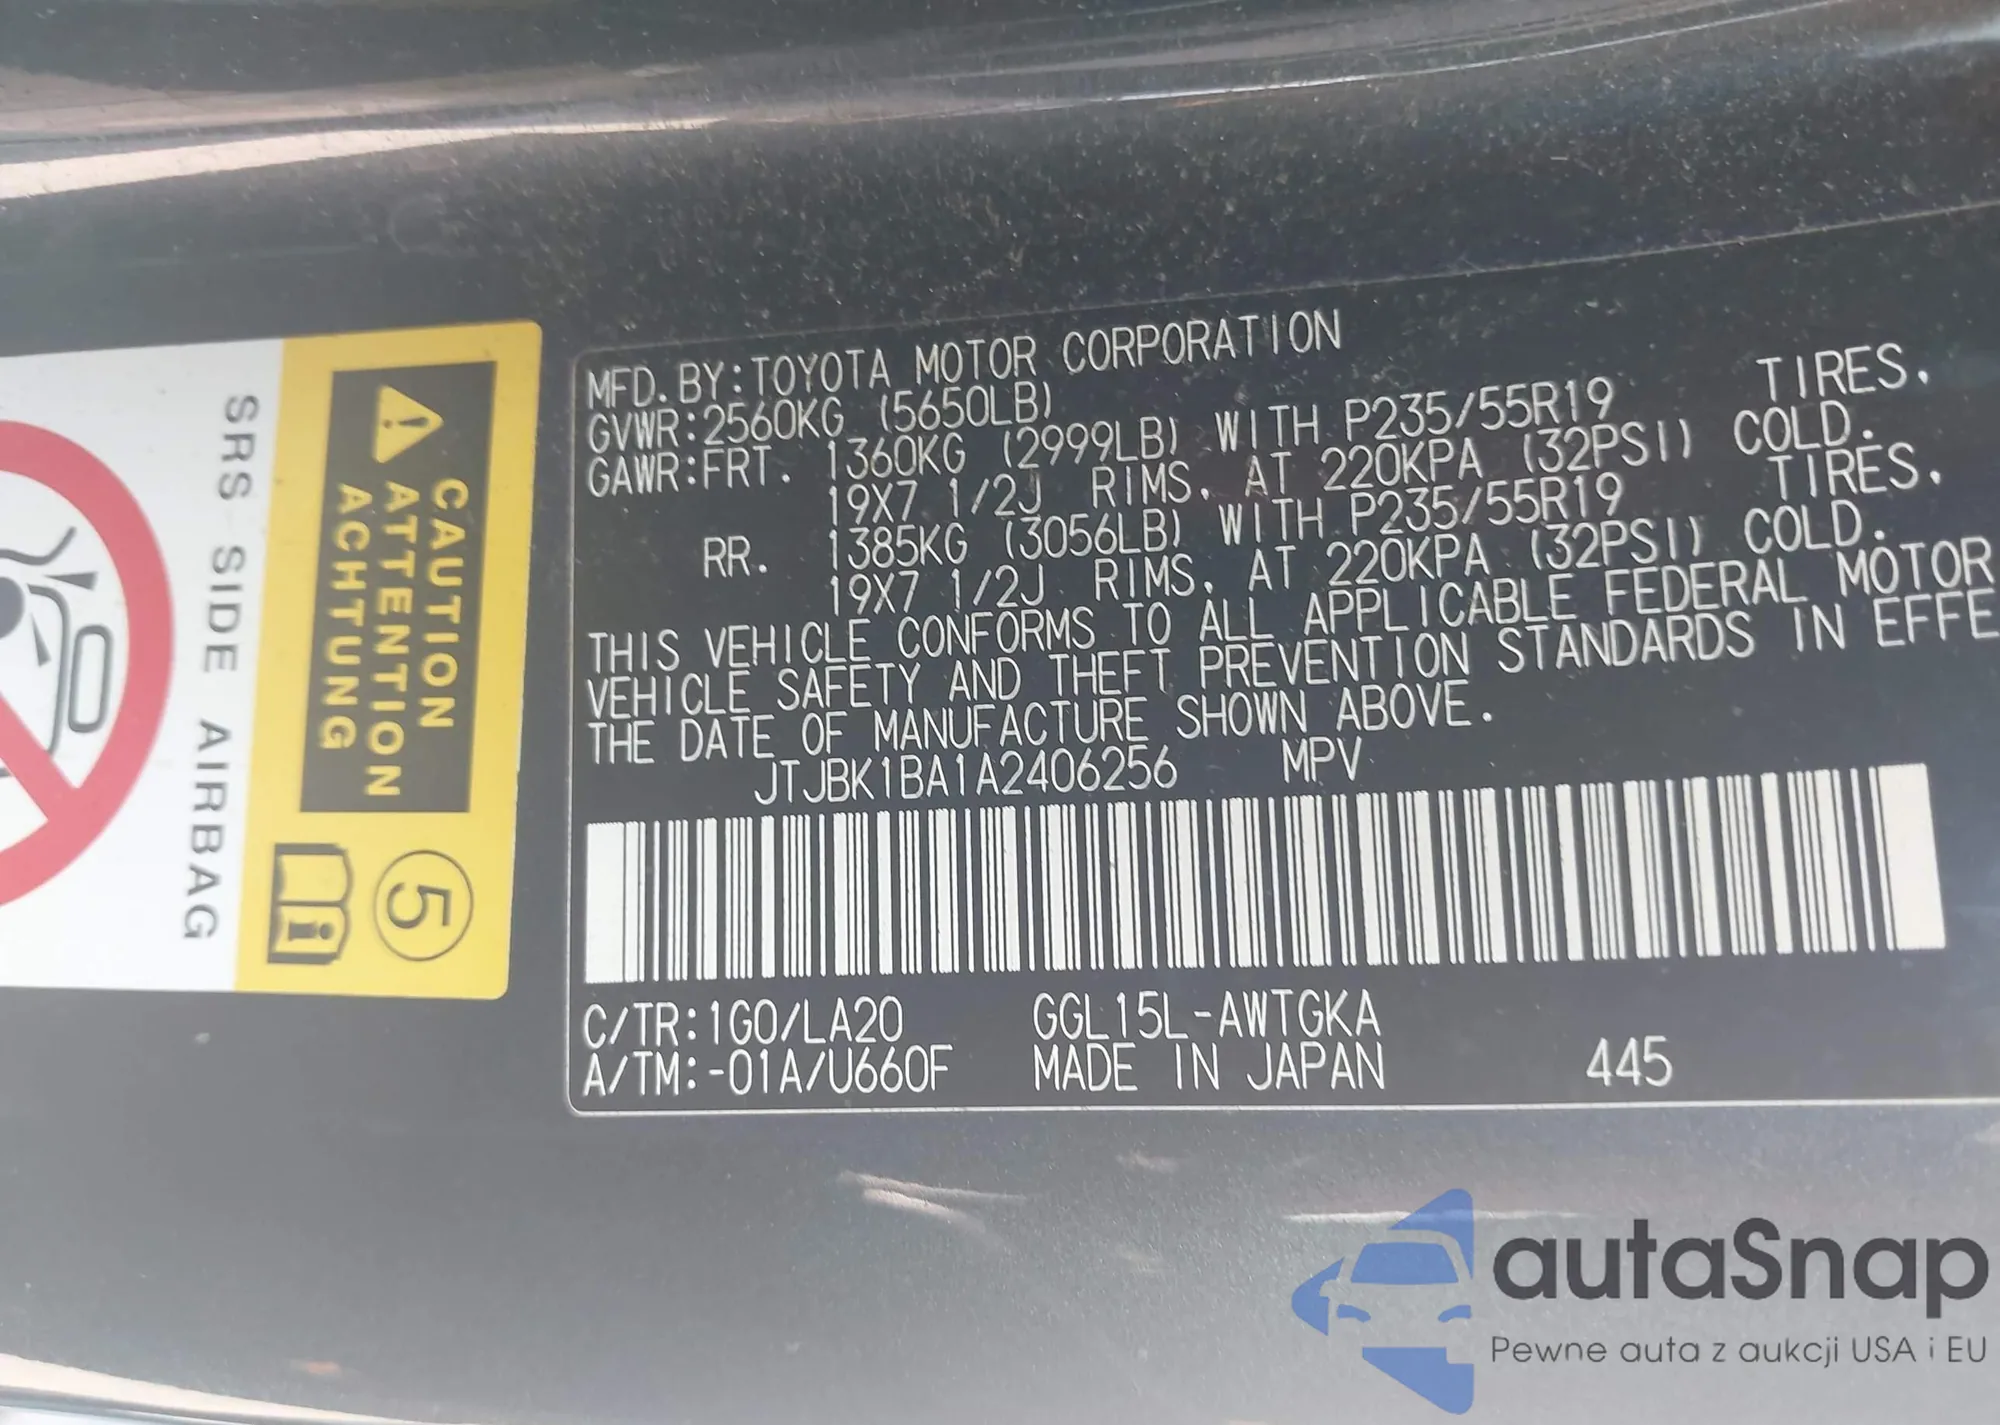 SRS SIDE AIRBAG
CAUTION
ATTENTION
ACHTUNG
5
MFD. BY: TOYOTA MOTOR CORPORATION
GVWR: 2560KG (5650LB)
GAWR: FRT. 1360KG (2999LB) WITH P235/55R19 TIRES,
19X7 1/2J RIMS, AT 220KPA (32PSI) COLD.
RR. 1385KG (3056LB) WITH P235/55R19 TIRES,
19X7 1/2J RIMS, AT 220KPA (32PSI) COLD.
THIS VEHICLE CONFORMS TO ALL APPLICABLE FEDERAL MOTOR
VEHICLE SAFETY AND THEFT PREVENTION STANDARDS IN EFFE
THE DATE OF MANUFACTURE SHOWN ABOVE.
JTJBK1BA1A2406256 MPV
C/TR: 1G0/LA20 GGL15L-AWTGKA
A/TM: -01A/U660F MADE IN JAPAN 445
autaSnap
Pewne auta z aukcji USA i EU